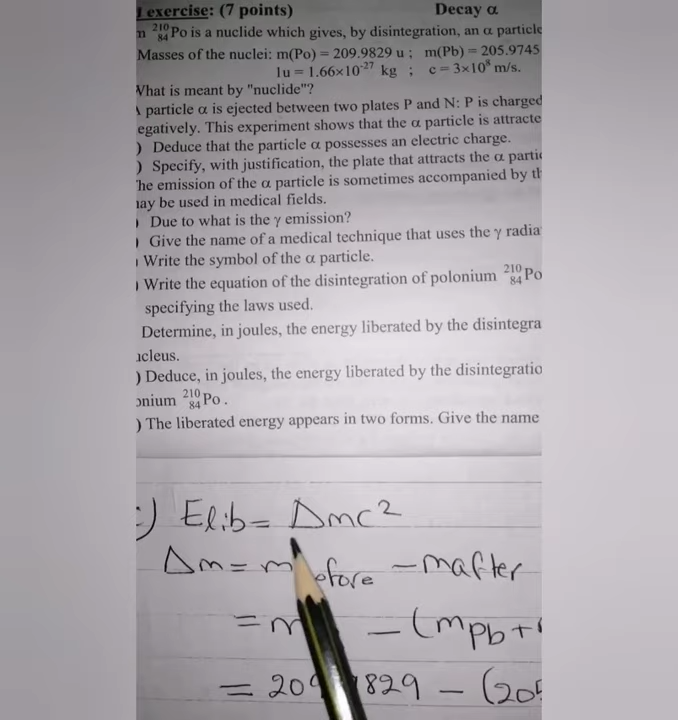 exercise: (7 points) Decay α
²¹⁰₈₄Po is a nuclide which gives, by disintegration, an α particle
Masses of the nuclei: m(Po) = 209.9829 u ; m(Pb) = 205.9745
1u = 1.66×10⁻²⁷ kg ; c = 3×10⁸ m/s.
What is meant by "nuclide"?
particle α is ejected between two plates P and N: P is charged
egatively. This experiment shows that the α particle is attracte
) Deduce that the particle α possesses an electric charge.
) Specify, with justification, the plate that attracts the α parti
he emission of the α particle is sometimes accompanied by th
ay be used in medical fields.
Due to what is the γ emission?
) Give the name of a medical technique that uses the γ radia
Write the symbol of the α particle.
) Write the equation of the disintegration of polonium ²¹⁰₈₄Po
specifying the laws used.
Determine, in joules, the energy liberated by the disintegra
ucleus.
) Deduce, in joules, the energy liberated by the disintegratio
onium ²¹⁰₈₄Po.
) The liberated energy appears in two forms. Give the name
) Elib = Δmc²
Δm = m efore - mafter
= m - (mPb +
= 209 829 - (205